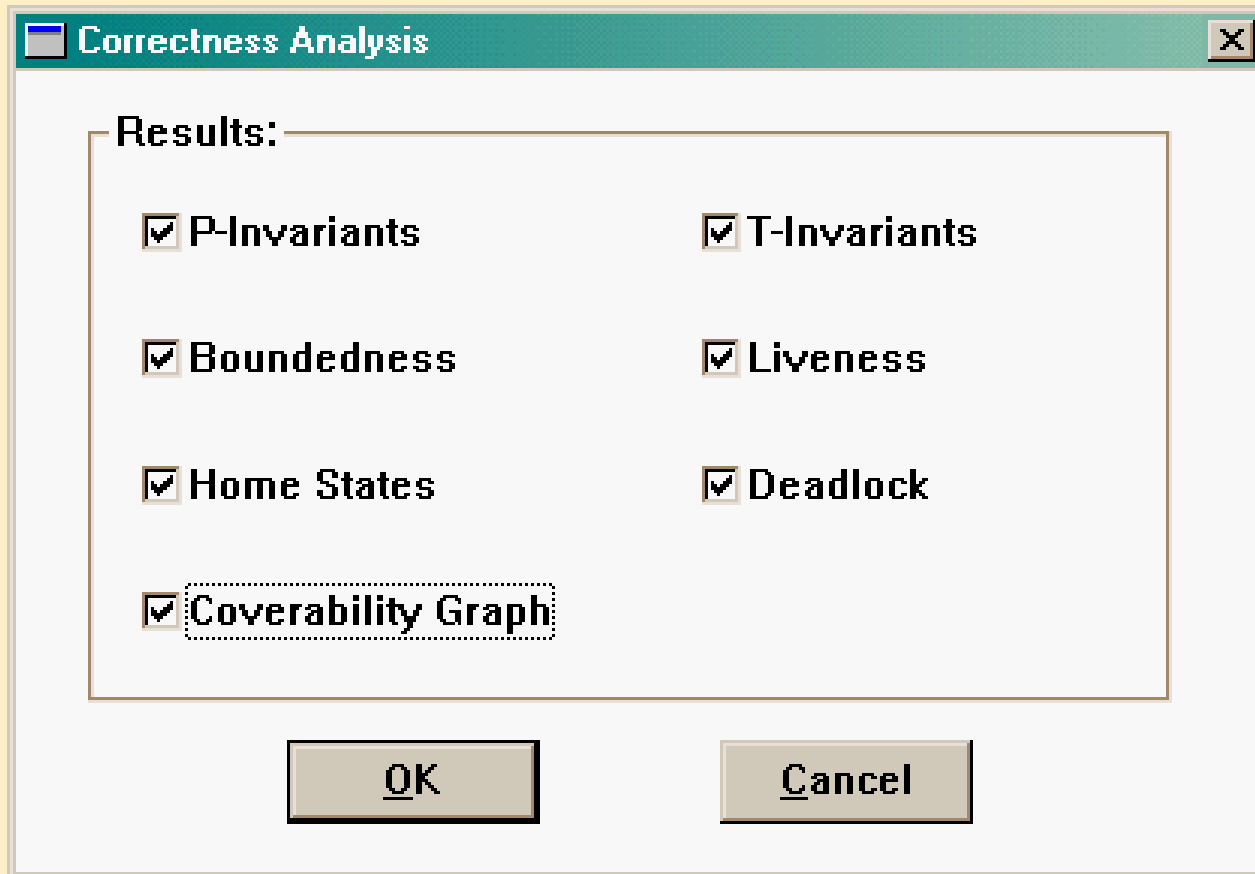 Correctness Analysis
Results:
P-Invariants
T-Invariants
Boundedness
Liveness
Home States
Deadlock
Coverability Graph
OK
Cancel